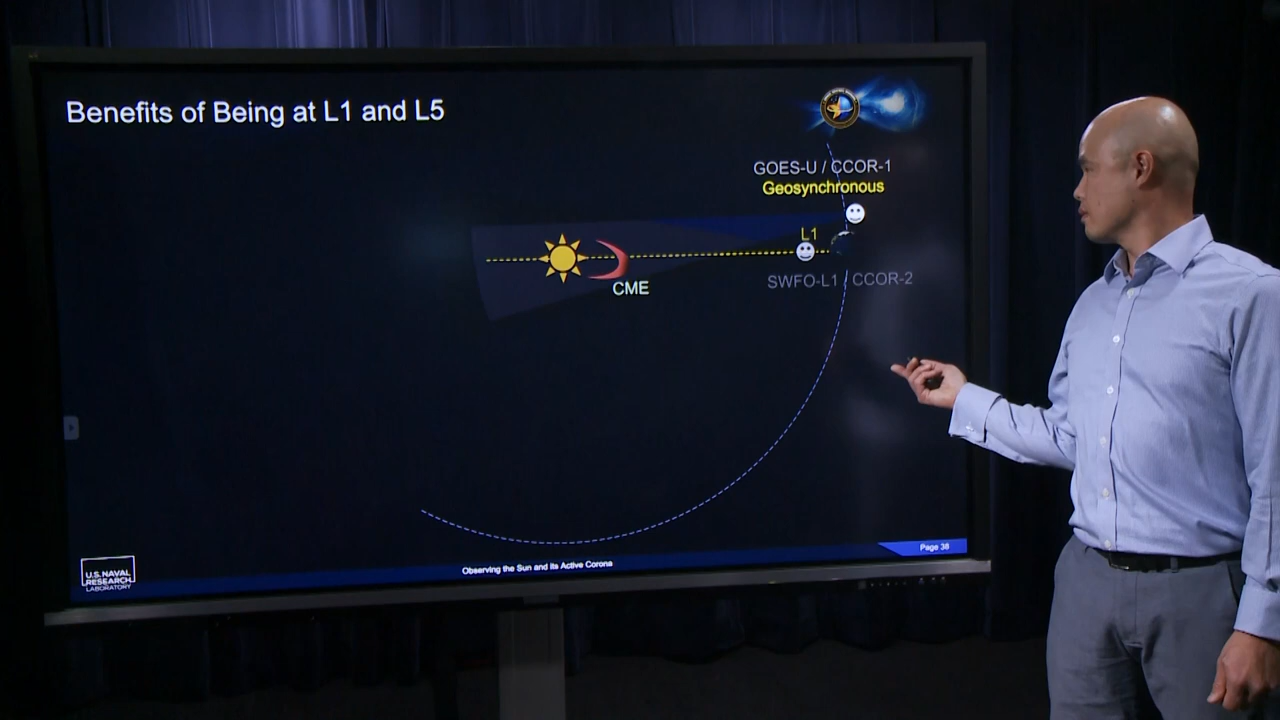 Benefits of Being at L1 and L5
GOES-U / CCOR-1
Geosynchronous
L1
SWFO-L1 / CCOR-2
CME
Page 38
Observing the Sun and its Active Corona
U.S. NAVAL
RESEARCH
LABORATORY